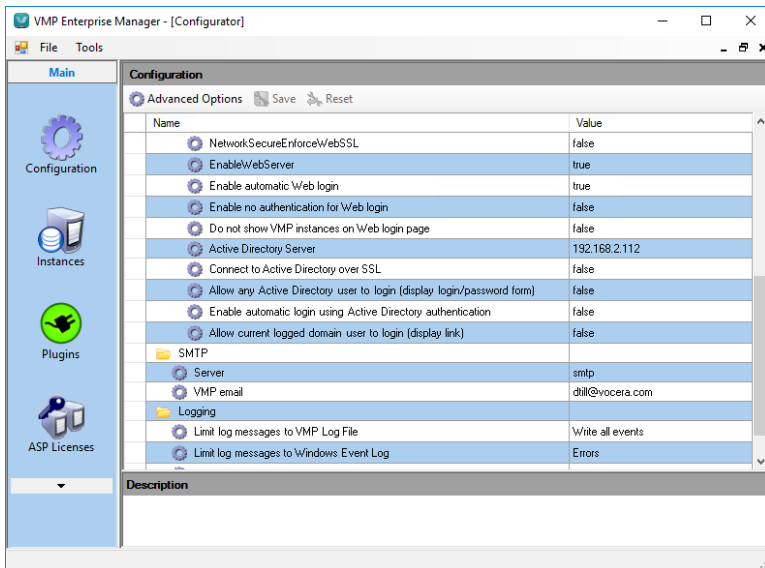 VMP Enterprise Manager - [Configurator]
File Tools
Main
Configuration
Instances
Plugins
ASP Licenses
Configuration
Advanced Options Save Reset
Name Value
NetworkSecureEnforceWebSSL false
EnableWebServer true
Enable automatic Web login true
Enable no authentication for Web login false
Do not show VMP instances on Web login page false
Active Directory Server 192.168.2.112
Connect to Active Directory over SSL false
Allow any Active Directory user to login (display login/password form) false
Enable automatic login using Active Directory authentication false
Allow current logged domain user to login (display link) false
SMTP
Server smtp
VMP email dtill@vocera.com
Logging
Limit log messages to VMP Log File Write all events
Limit log messages to Windows Event Log Errors
Description